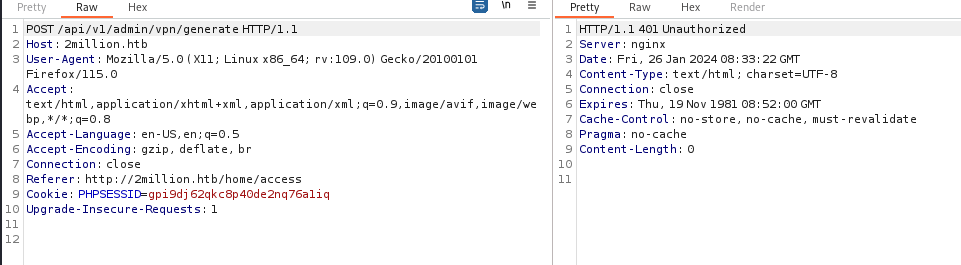 Pretty Raw Hex \n
1 POST /api/v1/admin/vpn/generate HTTP/1.1
2 Host: 2million.htb
3 User-Agent: Mozilla/5.0 (X11; Linux x86_64; rv:109.0) Gecko/20100101
Firefox/115.0
4 Accept:
text/html,application/xhtml+xml,application/xml;q=0.9,image/avif,image/we
bp,*/*;q=0.8
5 Accept-Language: en-US,en;q=0.5
6 Accept-Encoding: gzip, deflate, br
7 Connection: close
8 Referer: http://2million.htb/home/access
9 Cookie: PHPSESSID=gpi9dj62qkc8p40de2nq76a1iq
10 Upgrade-Insecure-Requests: 1
11
12
Pretty Raw Hex Render
1 HTTP/1.1 401 Unauthorized
2 Server: nginx
3 Date: Fri, 26 Jan 2024 08:33:22 GMT
4 Content-Type: text/html; charset=UTF-8
5 Connection: close
6 Expires: Thu, 19 Nov 1981 08:52:00 GMT
7 Cache-Control: no-store, no-cache, must-revalidate
8 Pragma: no-cache
9 Content-Length: 0
10
11